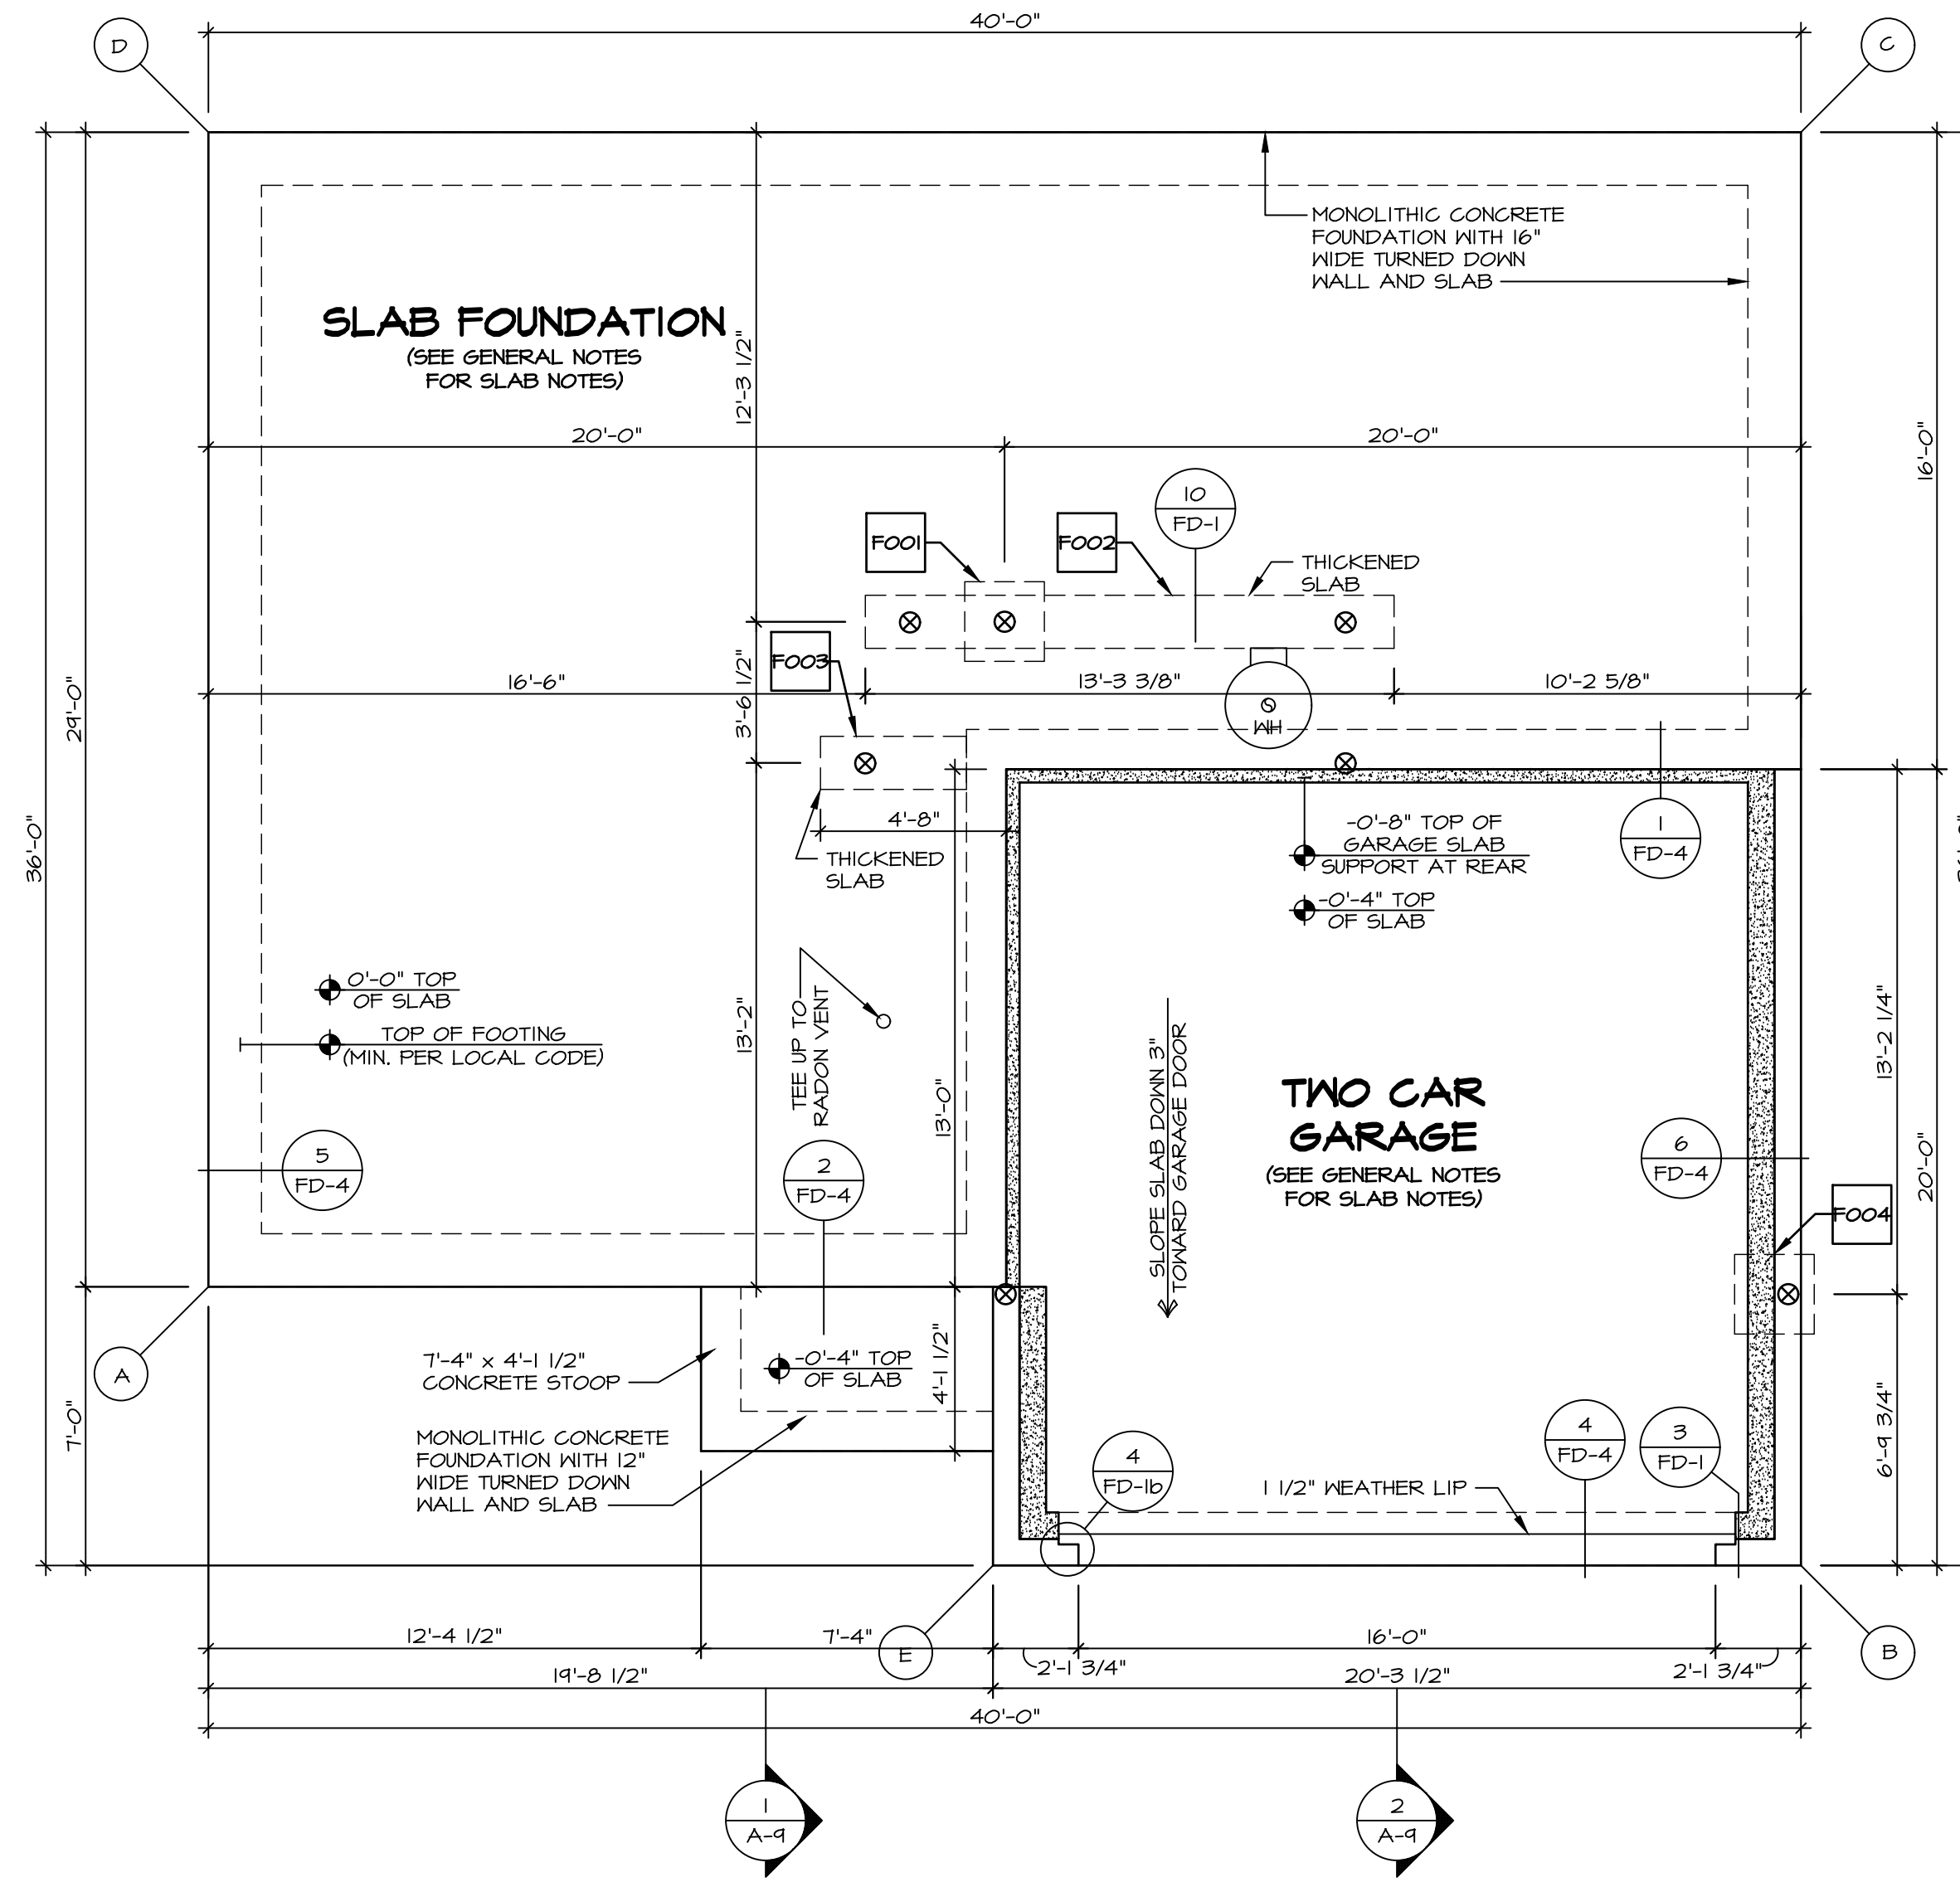 40'-0"
D
C
MONOLITHIC CONCRETE
FOUNDATION WITH 16"
WIDE TURNED DOWN
WALL AND SLAB
SLAB FOUNDATION
(SEE GENERAL NOTES
FOR SLAB NOTES)
12'-3 1/2"
20'-0"
20'-0"
16'-0"
10
FD-1
F001
F002
THICKENED
SLAB
F003
3'-6 1/2"
16'-6"
13'-3 3/8"
10'-2 5/8"
WH
29'-0"
36'-0"
4'-8"
THICKENED
SLAB
-0'-8" TOP OF
GARAGE SLAB
SUPPORT AT REAR
-0'-4" TOP
OF SLAB
1
FD-4
0'-0" TOP
OF SLAB
TOP OF FOOTING
(MIN. PER LOCAL CODE)
13'-2"
TEE UP TO
RADON VENT
13'-0"
SLOPE SLAB DOWN 3"
TOWARD GARAGE DOOR
TWO CAR
GARAGE
(SEE GENERAL NOTES
FOR SLAB NOTES)
13'-2 1/4"
20'-0"
5
FD-4
2
FD-4
6
FD-4
F004
A
7'-4" x 4'-1 1/2"
CONCRETE STOOP
-0'-4" TOP
OF SLAB
4'-1 1/2"
7'-0"
MONOLITHIC CONCRETE
FOUNDATION WITH 12"
WIDE TURNED DOWN
WALL AND SLAB
4
FD-1b
1 1/2" WEATHER LIP
4
FD-4
3
FD-1
6'-9 3/4"
12'-4 1/2"
7'-4"
E
16'-0"
B
2'-1 3/4"
2'-1 3/4"
19'-8 1/2"
20'-3 1/2"
40'-0"
1
A-9
2
A-9